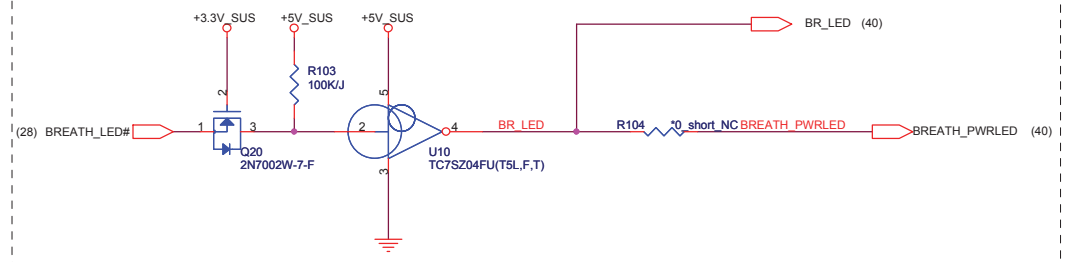 +3.3V_SUS
+5V_SUS
+5V_SUS
BR_LED (40)
R103
100K/J
2
5
(28) BREATH_LED#
1
3
2
4
BR_LED
R104
*0_short_NC
BREATH_PWRLED
BREATH_PWRLED (40)
Q20
2N7002W-7-F
3
U10
TC7SZ04FU(T5L,F,T)